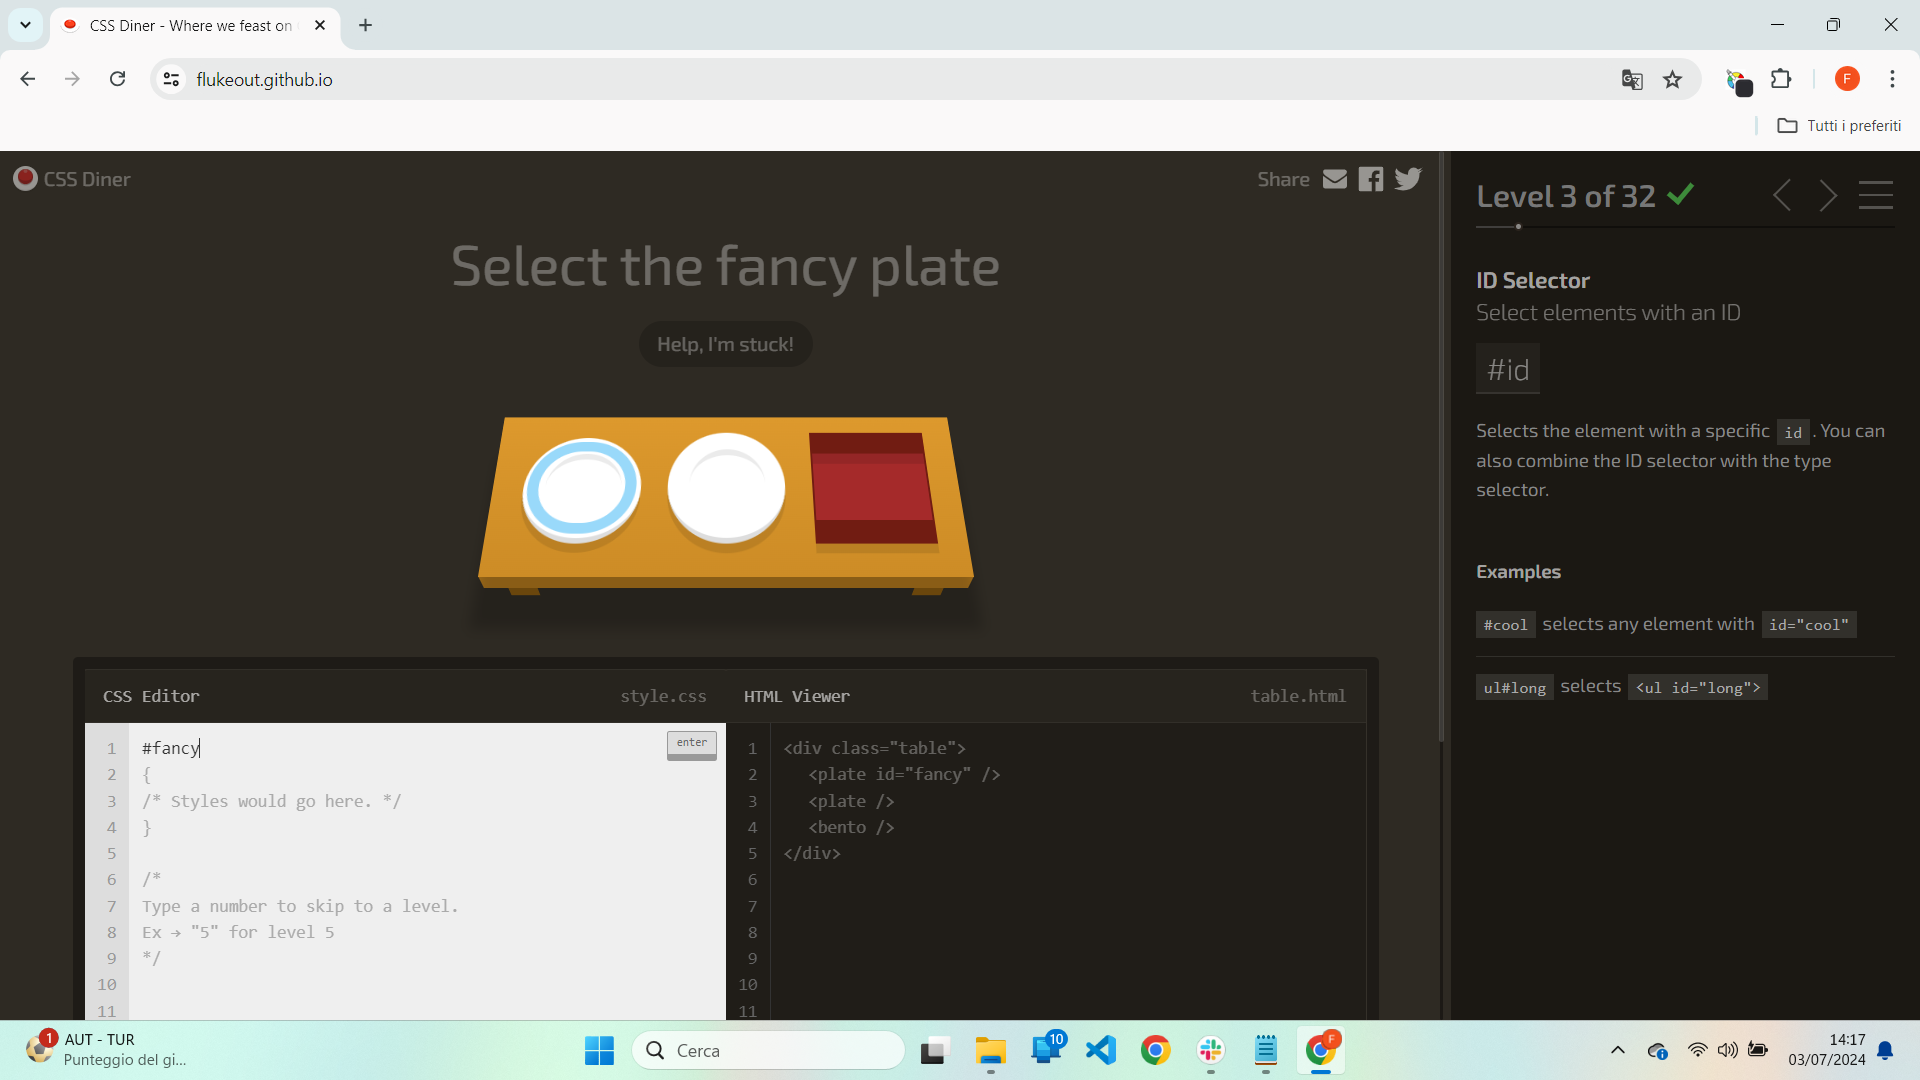 CSS Diner - Where we feast on
flukeout.github.io
F
Tutti i preferiti
CSS Diner
Share
Select the fancy plate
Help, I'm stuck!
CSS Editor
style.css
HTML Viewer
table.html
1 #fancy
enter
2 {
3 /* Styles would go here. */
4 }
5
6 /*
7 Type a number to skip to a level.
8 Ex → "5" for level 5
9 */
10
11
1 <div class="table">
2 <plate id="fancy" />
3 <plate />
4 <bento />
5 </div>
6
7
8
9
10
11
Level 3 of 32
ID Selector
Select elements with an ID
#id
Selects the element with a specific id . You can
also combine the ID selector with the type
selector.
Examples
#cool selects any element with id="cool"
ul#long selects <ul id="long">
1
AUT - TUR
Punteggio del gi...
Cerca
10
F
14:17
03/07/2024